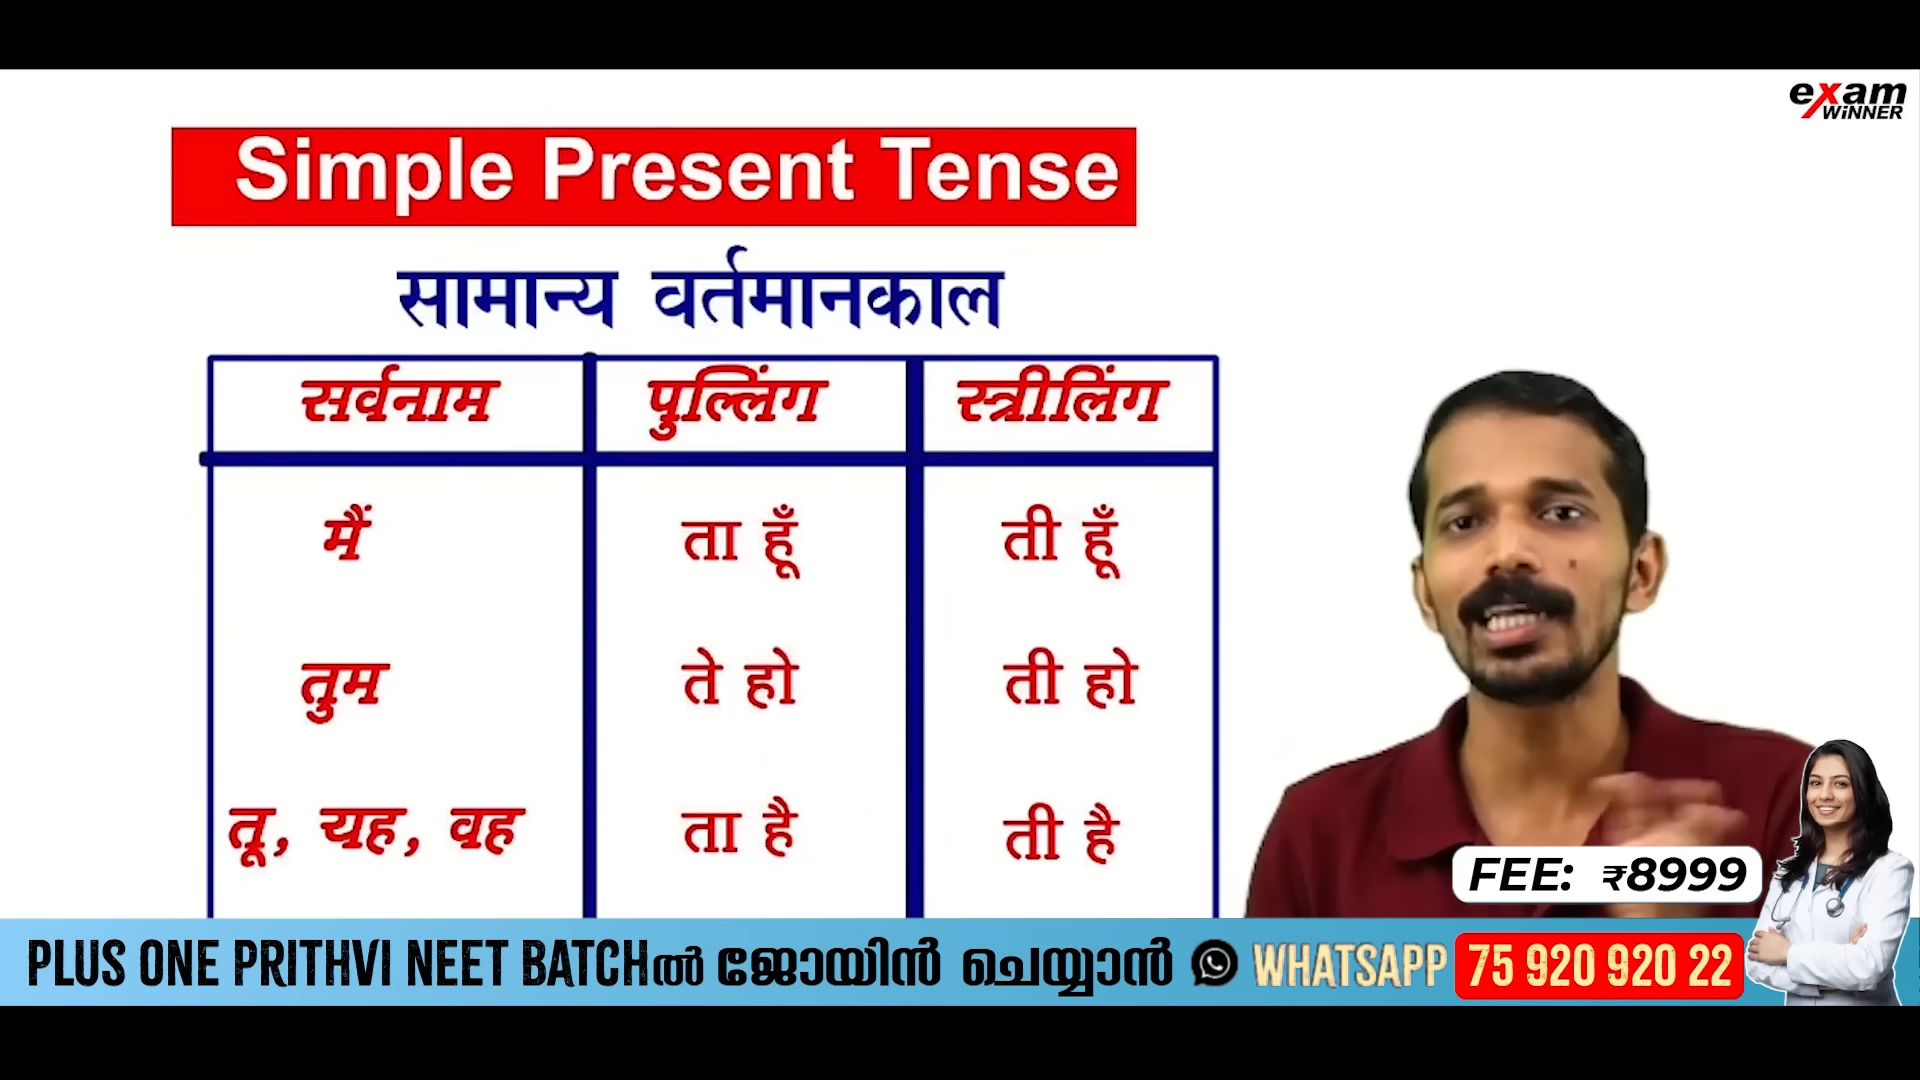 exam
WiNNER
Simple Present Tense
सामान्य वर्तमानकाल
सर्वनाम पुल्लिंग स्त्रीलिंग
मैं ता हूँ ती हूँ
तुम ते हो ती हो
तू, यह, वह ता है ती है
FEE: ₹8999
PLUS ONE PRITHVI NEET BATCHൽ ജോയിൻ ചെയ്യാൻ WHATSAPP 75 920 920 22